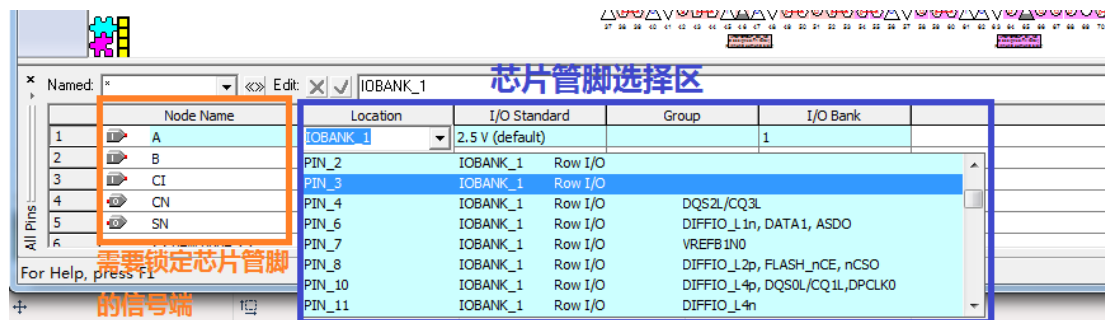 Named: * Edit: IOBANK_1
芯片管脚选择区
Node Name Location I/O Standard Group I/O Bank
1 A IOBANK_1 2.5 V (default) 1
2 B PIN_2 IOBANK_1 Row I/O
3 CI PIN_3 IOBANK_1 Row I/O
4 CN PIN_4 IOBANK_1 Row I/O DQS2L/CQ3L
5 SN PIN_6 IOBANK_1 Row I/O DIFFIO_L1n, DATA1, ASDO
6 PIN_7 IOBANK_1 Row I/O VREFB1N0
PIN_8 IOBANK_1 Row I/O DIFFIO_L2p, FLASH_nCE, nCSO
PIN_10 IOBANK_1 Row I/O DIFFIO_L4p, DQS0L/CQ1L,DPCLK0
PIN_11 IOBANK_1 Row I/O DIFFIO_L4n
All Pins
需要锁定芯片管脚
的信号端
For Help, press F1